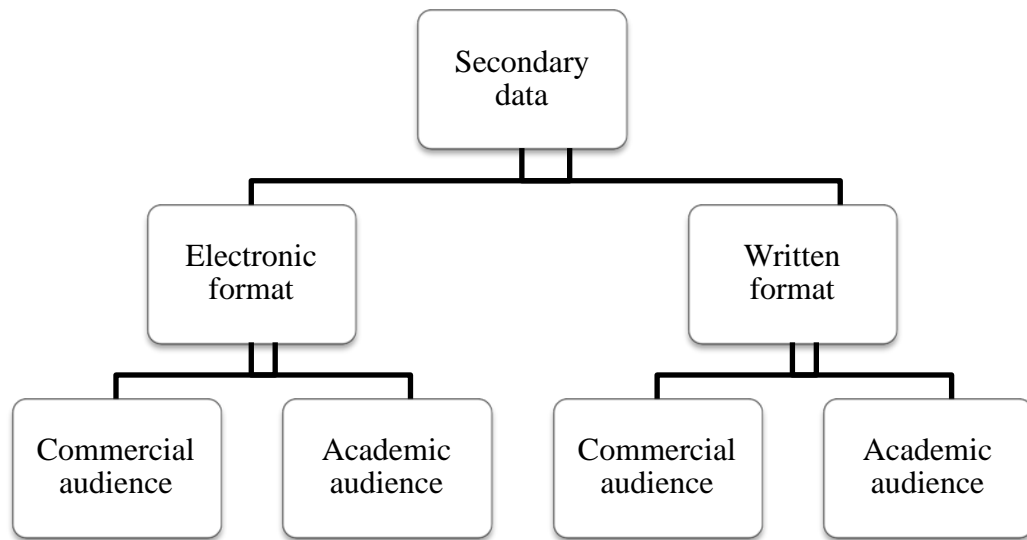 Secondary
data
Electronic
format
Written
format
Commercial
audience
Academic
audience
Commercial
audience
Academic
audience